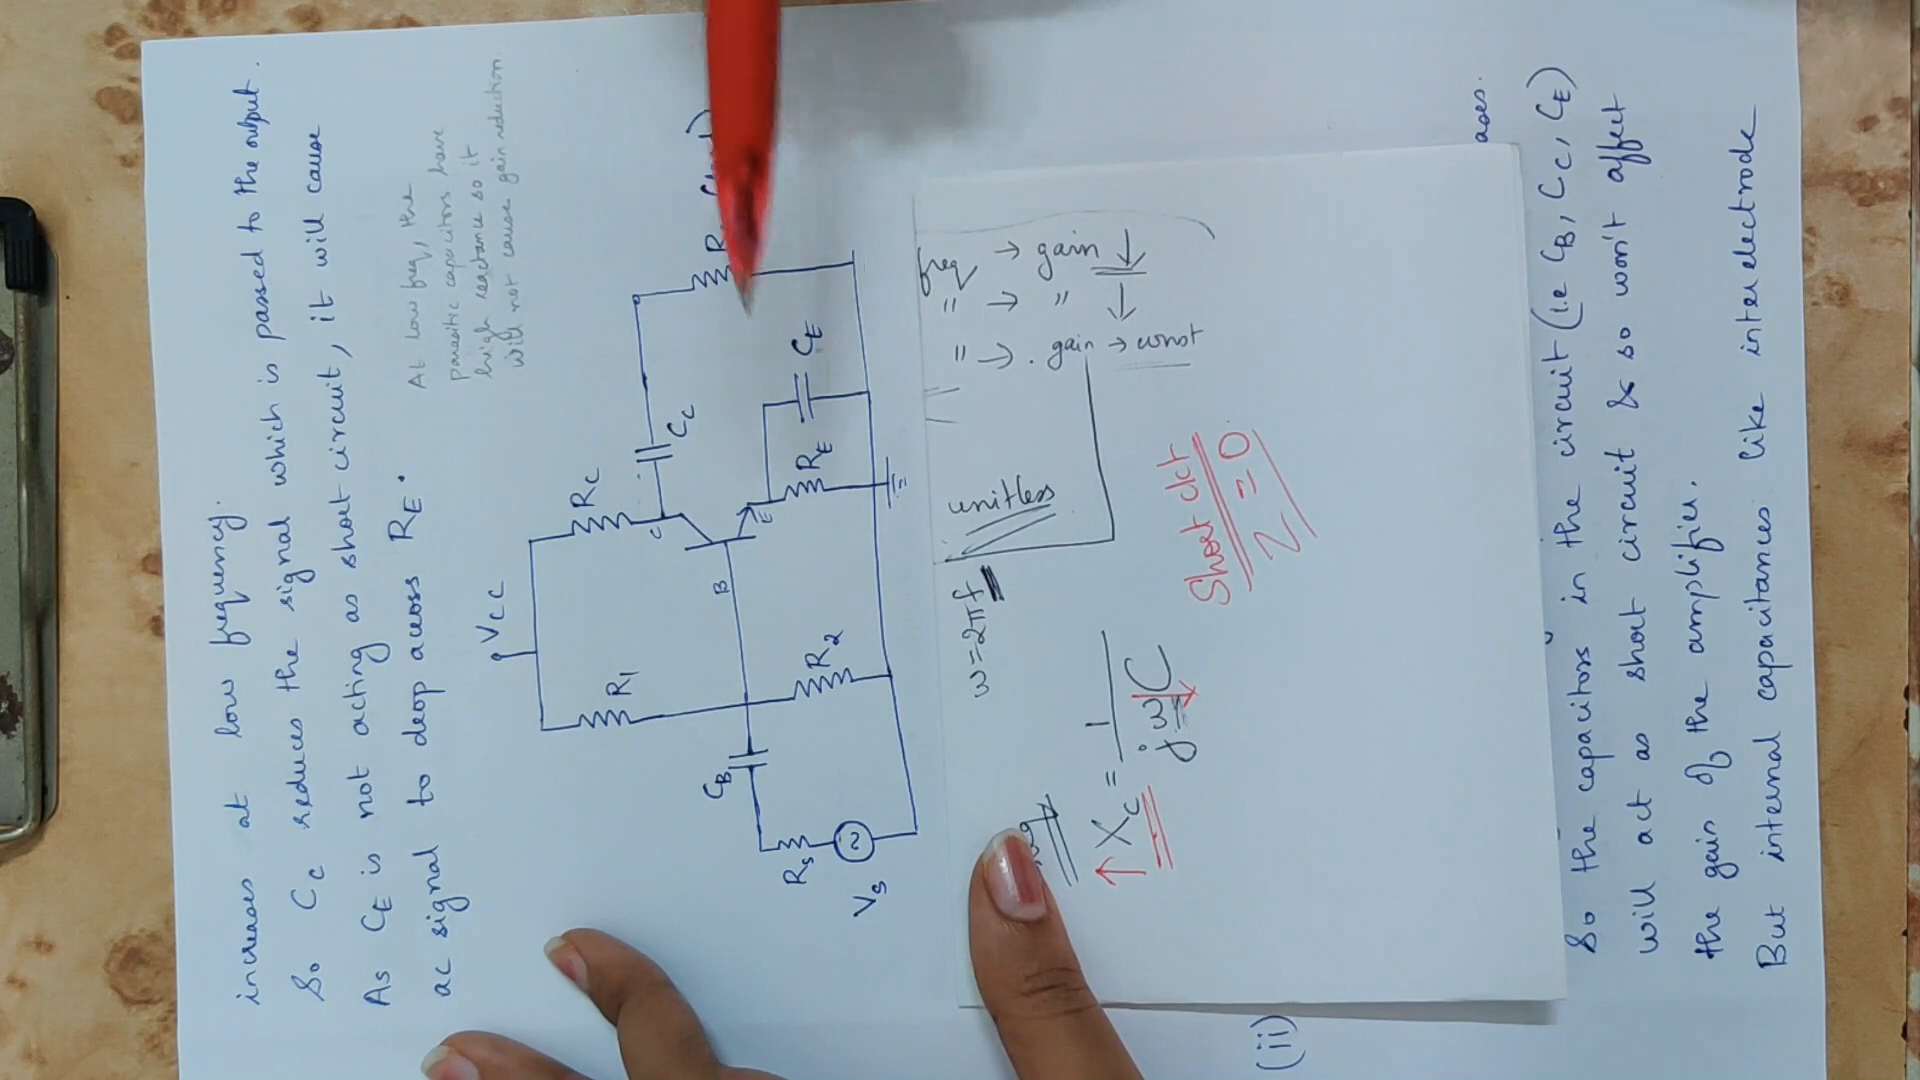 increases at low frequency.
So Cc reduces the signal which is passed to the output.
As CE is not acting as short circuit, it will cause
ac signal to drop across RE.
At low freq, the
parasitic capacitors have
high reactance so it
will not cause gain reduction
VCC
R1
RC
CC
C
B
E
CB
R2
RE
CE
RS
VS
freq → gain ↓
" → " ↓
" → . gain → const
unitless
ω=2πf
↑ Xc = 1/jωC
Short ckt
Z = 0
(ii)
ases.
So the capacitors in the circuit (i.e CB, CC, CE)
will act as short circuit & so won't affect
the gain of the amplifier.
But internal capacitances like interelectrode